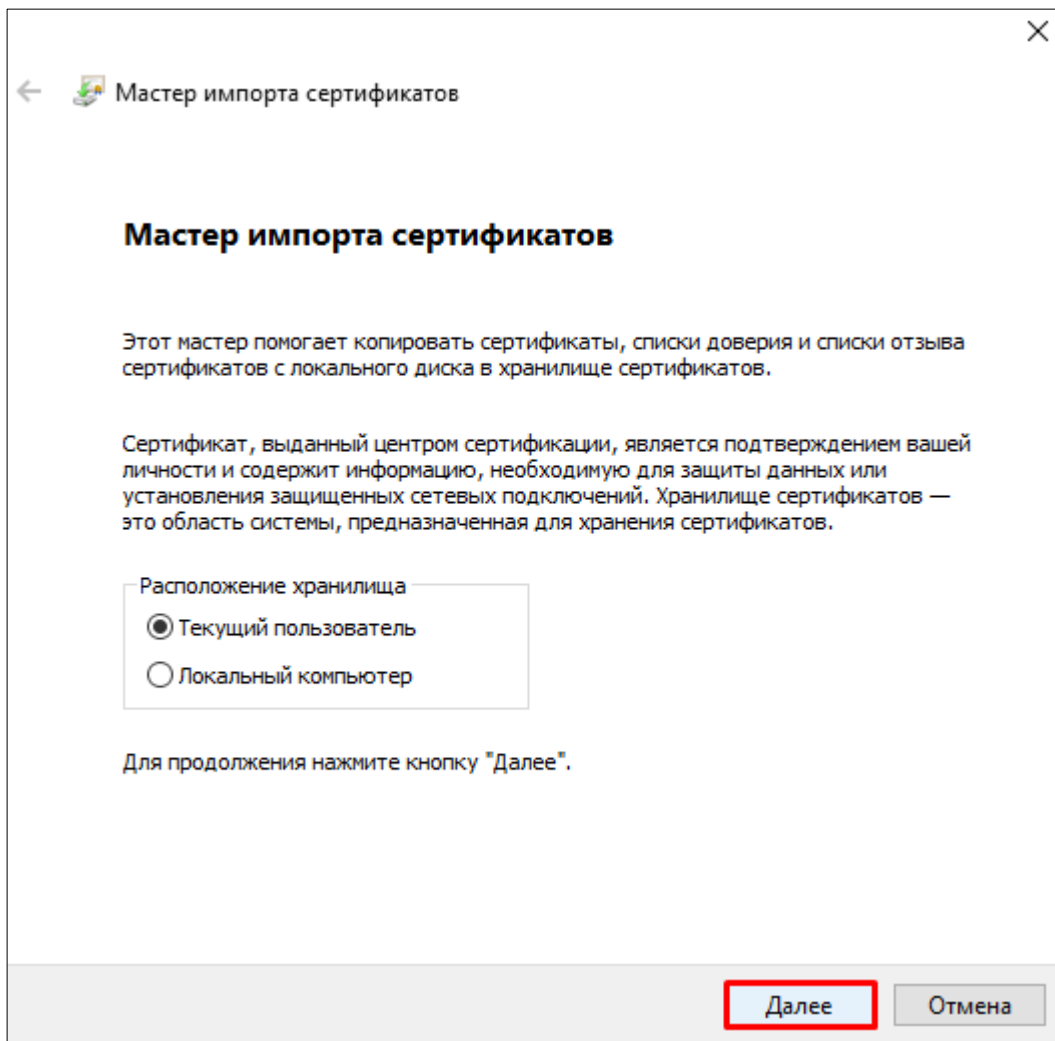 Мастер импорта сертификатов
Мастер импорта сертификатов
Этот мастер помогает копировать сертификаты, списки доверия и списки отзыва
сертификатов с локального диска в хранилище сертификатов.
Сертификат, выданный центром сертификации, является подтверждением вашей
личности и содержит информацию, необходимую для защиты данных или
установления защищенных сетевых подключений. Хранилище сертификатов —
это область системы, предназначенная для хранения сертификатов.
Расположение хранилища
Текущий пользователь
Локальный компьютер
Для продолжения нажмите кнопку "Далее".
Далее Отмена